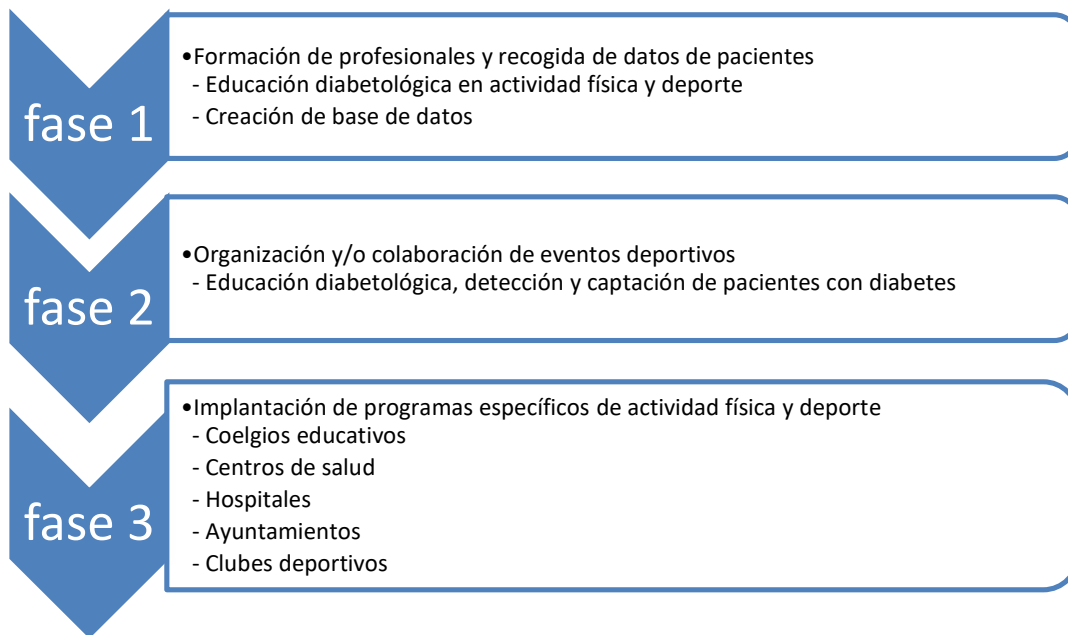 fase 1
•Formación de profesionales y recogida de datos de pacientes
- Educación diabetológica en actividad física y deporte
- Creación de base de datos
fase 2
•Organización y/o colaboración de eventos deportivos
- Educación diabetológica, detección y captación de pacientes con diabetes
fase 3
•Implantación de programas específicos de actividad física y deporte
- Coelgios educativos
- Centros de salud
- Hospitales
- Ayuntamientos
- Clubes deportivos